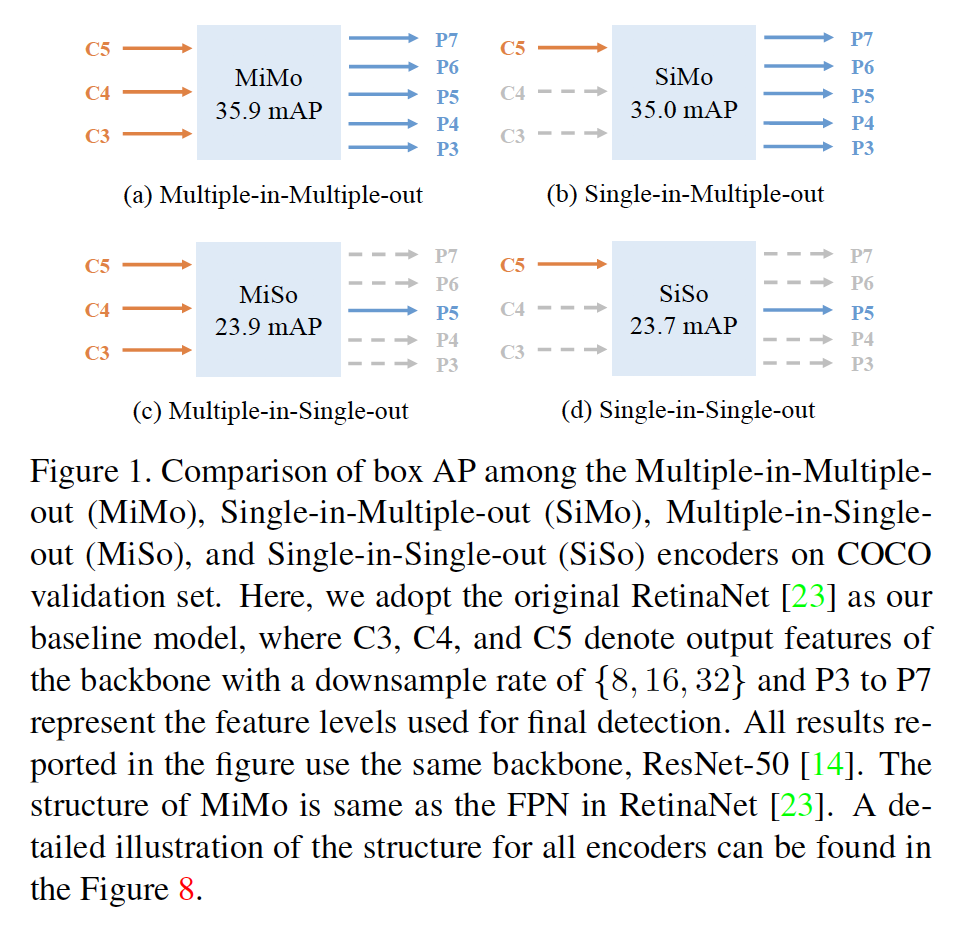 C5
C4
C3
MiMo
35.9 mAP
P7
P6
P5
P4
P3
(a) Multiple-in-Multiple-out
C5
C4
C3
SiMo
35.0 mAP
P7
P6
P5
P4
P3
(b) Single-in-Multiple-out
C5
C4
C3
MiSo
23.9 mAP
P7
P6
P5
P4
P3
(c) Multiple-in-Single-out
C5
C4
C3
SiSo
23.7 mAP
P7
P6
P5
P4
P3
(d) Single-in-Single-out
Figure 1. Comparison of box AP among the Multiple-in-Multiple-
out (MiMo), Single-in-Multiple-out (SiMo), Multiple-in-Single-
out (MiSo), and Single-in-Single-out (SiSo) encoders on COCO
validation set. Here, we adopt the original RetinaNet [23] as our
baseline model, where C3, C4, and C5 denote output features of
the backbone with a downsample rate of {8, 16, 32} and P3 to P7
represent the feature levels used for final detection. All results re-
ported in the figure use the same backbone, ResNet-50 [14]. The
structure of MiMo is same as the FPN in RetinaNet [23]. A de-
tailed illustration of the structure for all encoders can be found in
the Figure 8.